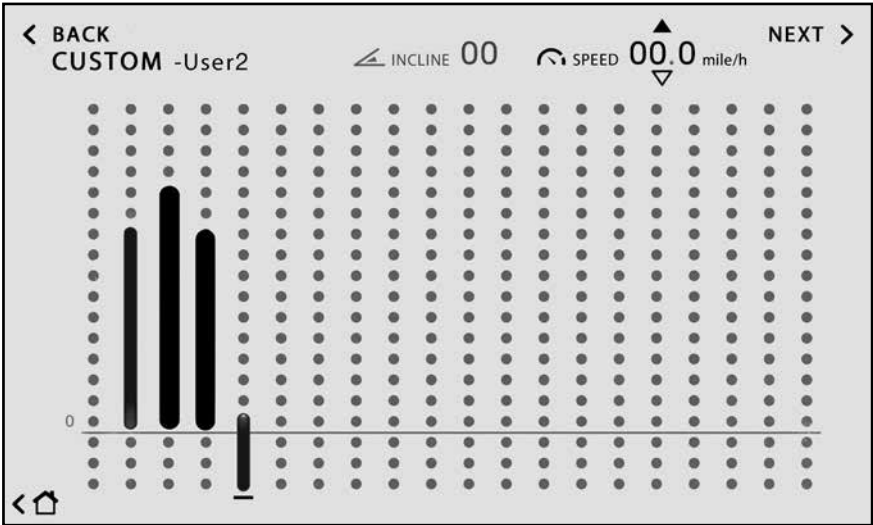 BACK
CUSTOM -User2
INCLINE 00
SPEED 00.0 mile/h
NEXT
0